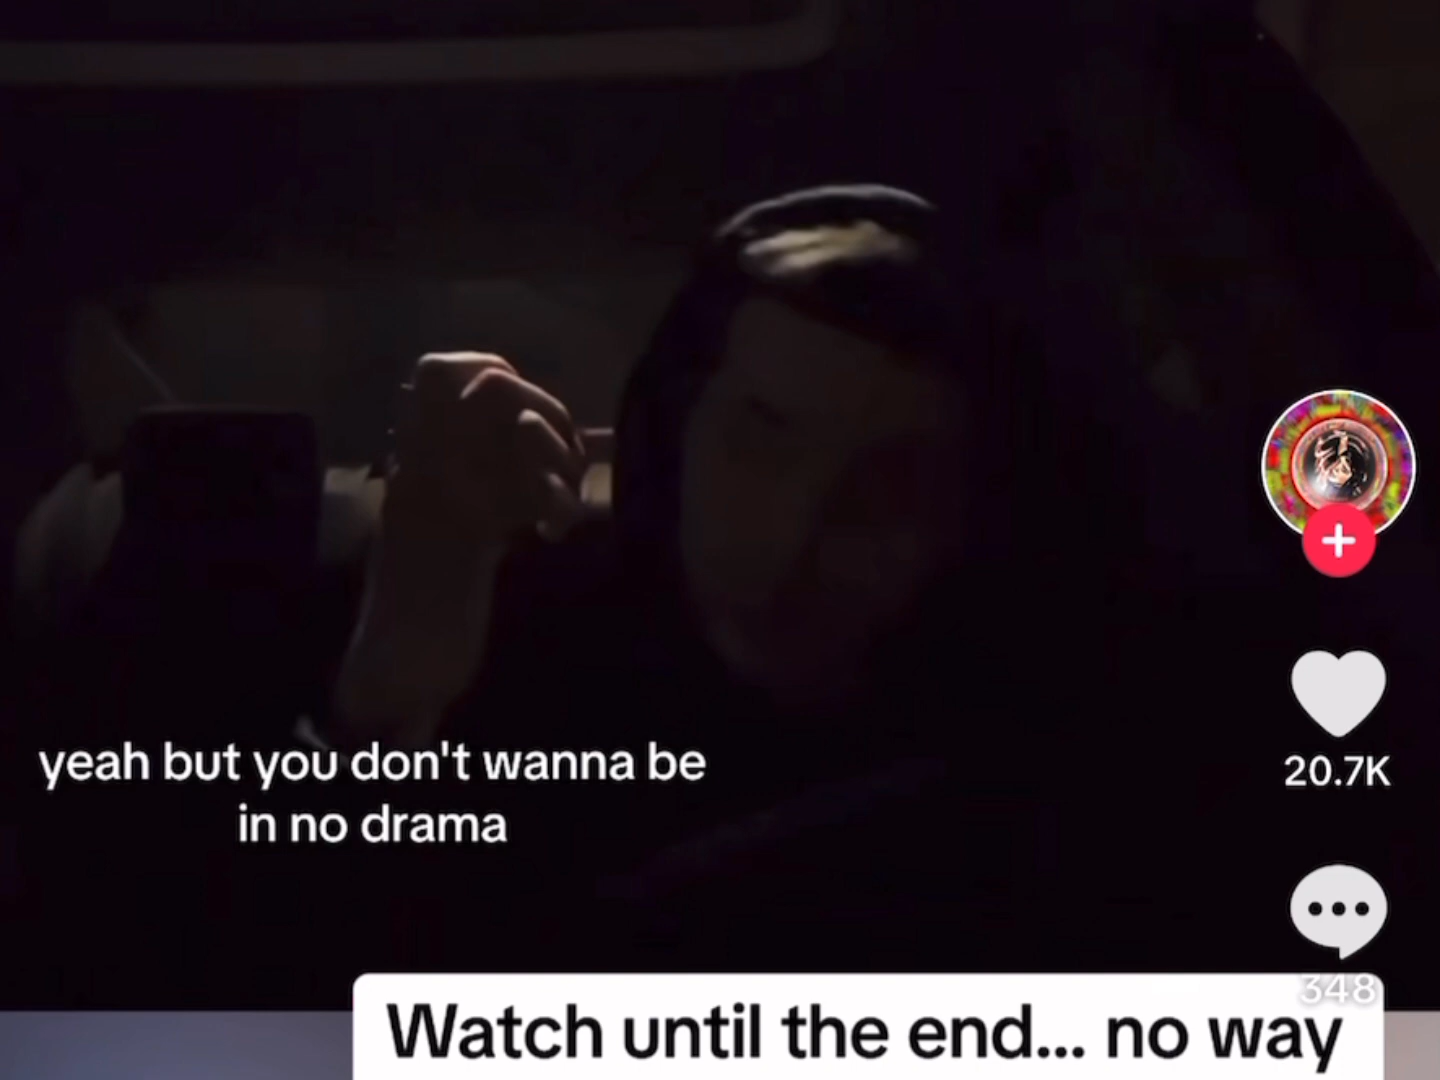 yeah but you don't wanna be
in no drama
20.7K
348
Watch until the end... no way